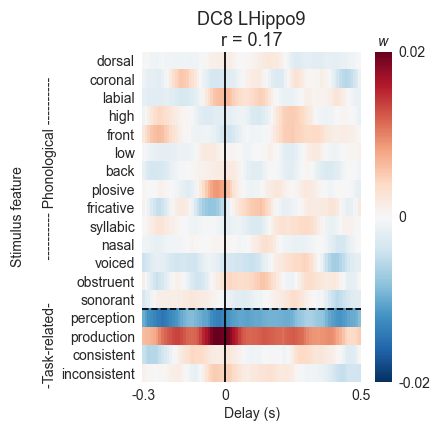 DC8 LHippo9
r = 0.17
w
Stimulus feature
---------- Phonological ----------
-Task-related-
dorsal
coronal
labial
high
front
low
back
plosive
fricative
syllabic
nasal
voiced
obstruent
sonorant
perception
production
consistent
inconsistent
-0.3
0
0.5
Delay (s)
0.02
0
-0.02